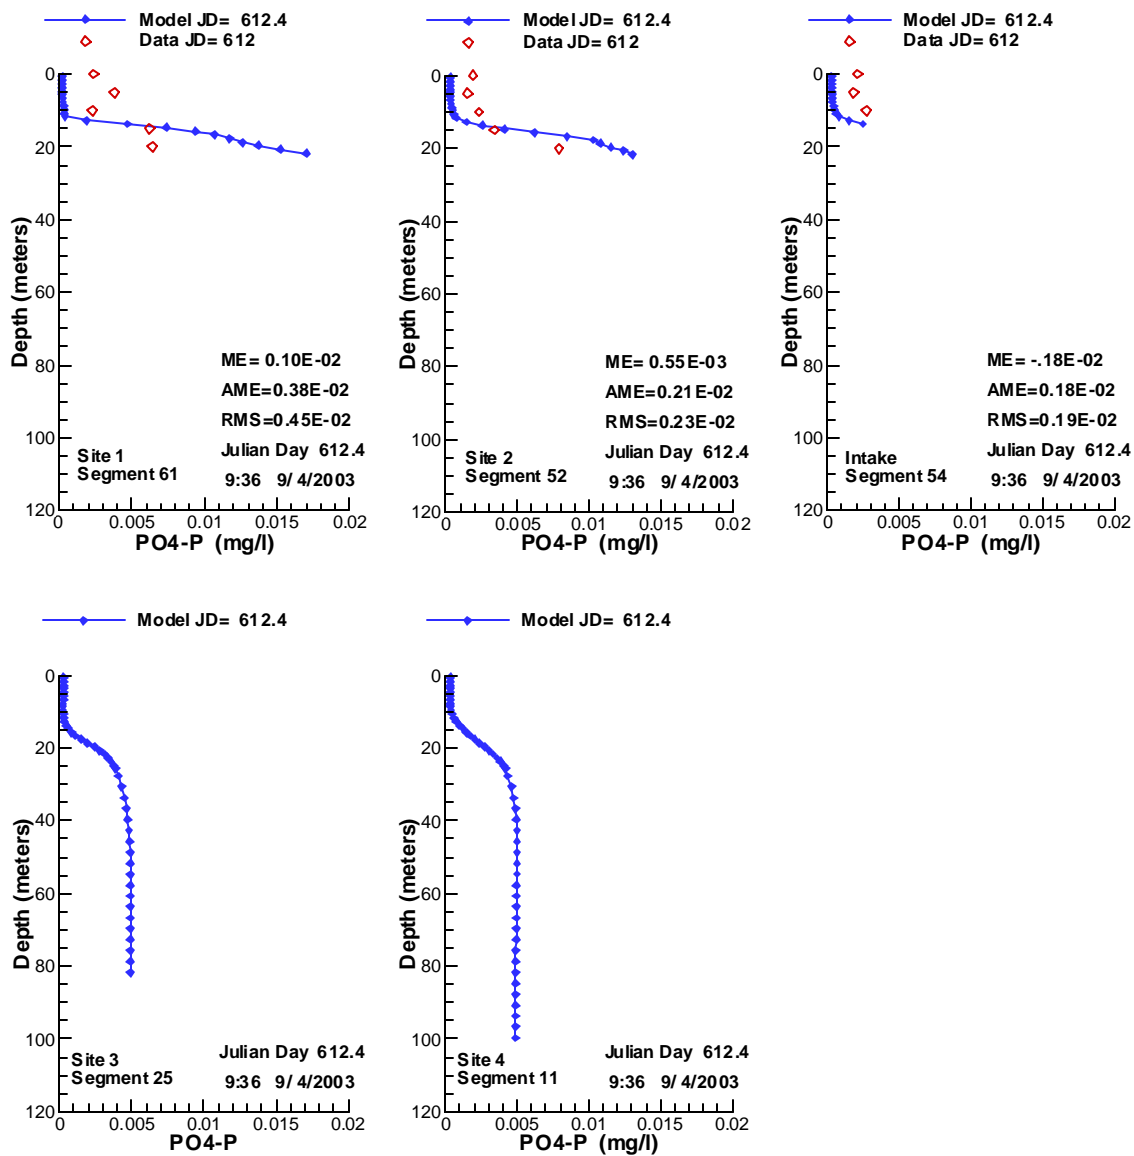 Model JD= 612.4
Data JD= 612
0
20
40
60
80
100
120
Depth (meters)
ME= 0.10E-02
AME=0.38E-02
RMS=0.45E-02
Site 1
Segment 61
Julian Day 612.4
9:36 9/ 4/2003
0 0.005 0.01 0.015 0.02
PO4-P (mg/l)
Model JD= 612.4
Data JD= 612
0
20
40
60
80
100
120
Depth (meters)
ME= 0.55E-03
AME=0.21E-02
RMS=0.23E-02
Site 2
Segment 52
Julian Day 612.4
9:36 9/ 4/2003
0 0.005 0.01 0.015 0.02
PO4-P (mg/l)
Model JD= 612.4
Data JD= 612
0
20
40
60
80
100
120
Depth (meters)
ME= -.18E-02
AME=0.18E-02
RMS=0.19E-02
Intake
Segment 54
Julian Day 612.4
9:36 9/ 4/2003
0 0.005 0.01 0.015 0.02
PO4-P (mg/l)
Model JD= 612.4
0
20
40
60
80
100
120
Depth (meters)
Site 3
Segment 25
Julian Day 612.4
9:36 9/ 4/2003
0 0.005 0.01 0.015 0.02
PO4-P
Model JD= 612.4
0
20
40
60
80
100
120
Depth (meters)
Site 4
Segment 11
Julian Day 612.4
9:36 9/ 4/2003
0 0.005 0.01 0.015 0.02
PO4-P (mg/l)